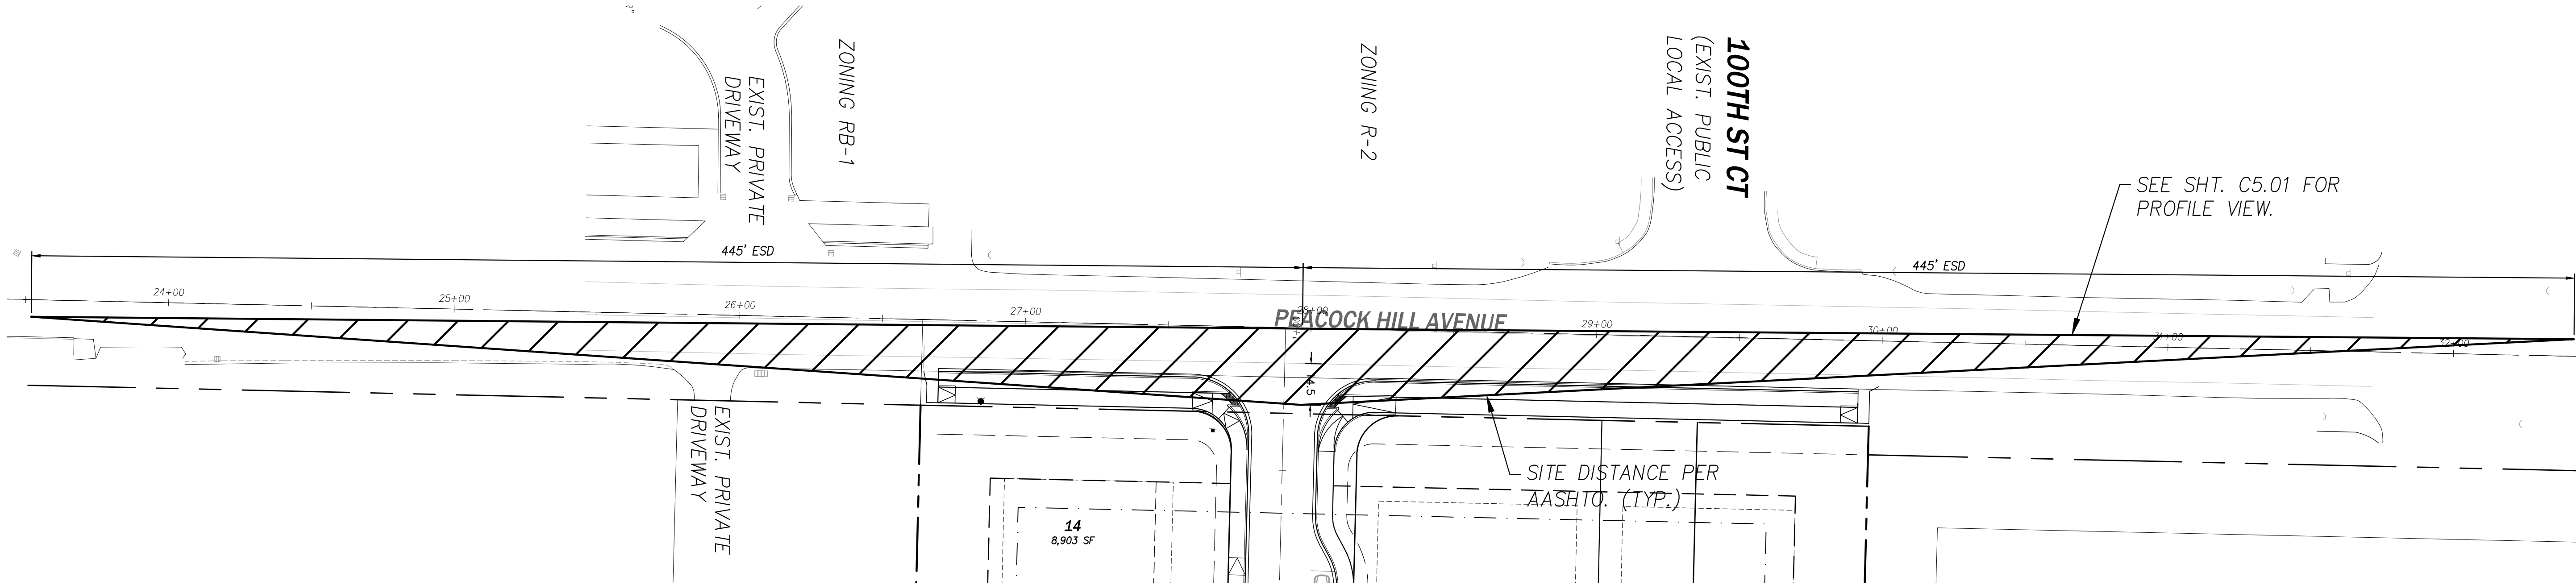 EXIST. PRIVATE
DRIVEWAY
ZONING RB-1
ZONING R-2
100TH ST CT
(EXIST. PUBLIC
LOCAL ACCESS)
SEE SHT. C5.01 FOR
PROFILE VIEW.
445' ESD
445' ESD
24+00
25+00
26+00
27+00
28+00
29+00
30+00
31+00
32+00
PEACOCK HILL AVENUE
14.5
EXIST. PRIVATE
DRIVEWAY
SITE DISTANCE PER
AASHTO. (TYP.)
14
8,903 SF